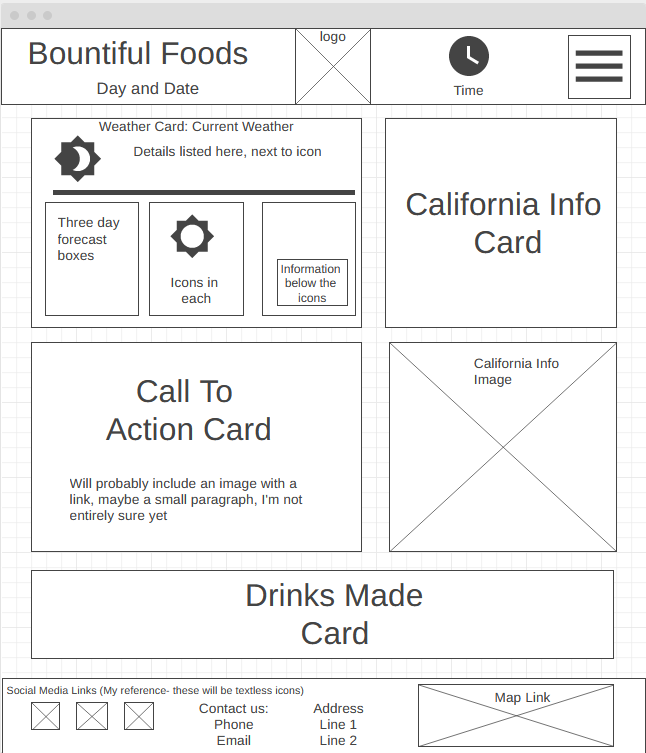 Bountiful Foods
Day and Date
logo
Time
Weather Card: Current Weather
Details listed here, next to icon
Three day
forecast
boxes
Icons in
each
Information
below the
icons
California Info
Card
Call To
Action Card
Will probably include an image with a
link, maybe a small paragraph, I'm not
entirely sure yet
California Info
Image
Drinks Made
Card
Social Media Links (My reference- these will be textless icons)
Contact us:
Phone
Email
Address
Line 1
Line 2
Map Link